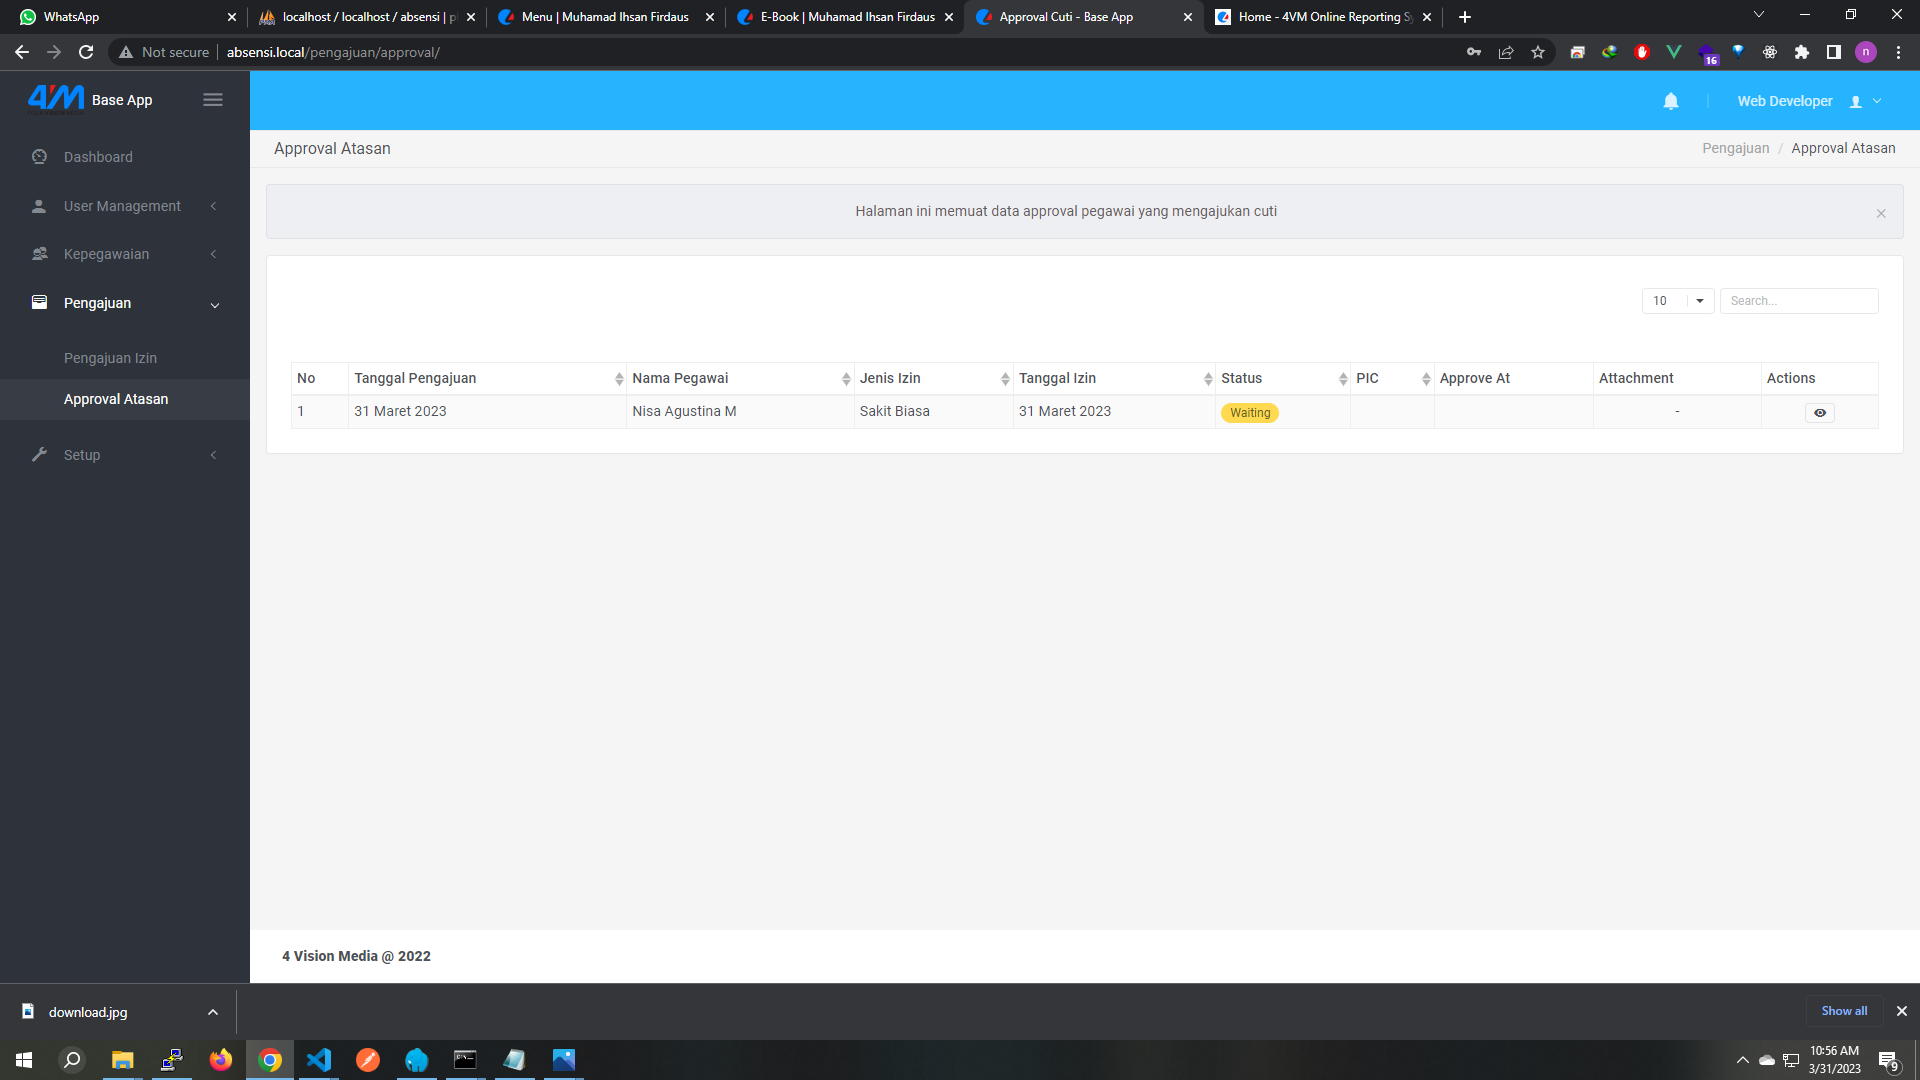 WhatsApp
localhost / localhost / absensi | p
Menu | Muhamad Ihsan Firdaus
E-Book | Muhamad Ihsan Firdaus
Approval Cuti - Base App
Home - 4VM Online Reporting Sy
Not secure
absensi.local/pengajuan/approval/
16
n
4VM Base App
Web Developer
Dashboard
User Management
Kepegawaian
Pengajuan
Pengajuan Izin
Approval Atasan
Setup
Approval Atasan
Pengajuan / Approval Atasan
Halaman ini memuat data approval pegawai yang mengajukan cuti
×
10
Search...
No Tanggal Pengajuan Nama Pegawai Jenis Izin Tanggal Izin Status PIC Approve At Attachment Actions
1 31 Maret 2023 Nisa Agustina M Sakit Biasa 31 Maret 2023 Waiting -
4 Vision Media @ 2022
download.jpg
Show all
10:56 AM
3/31/2023
9